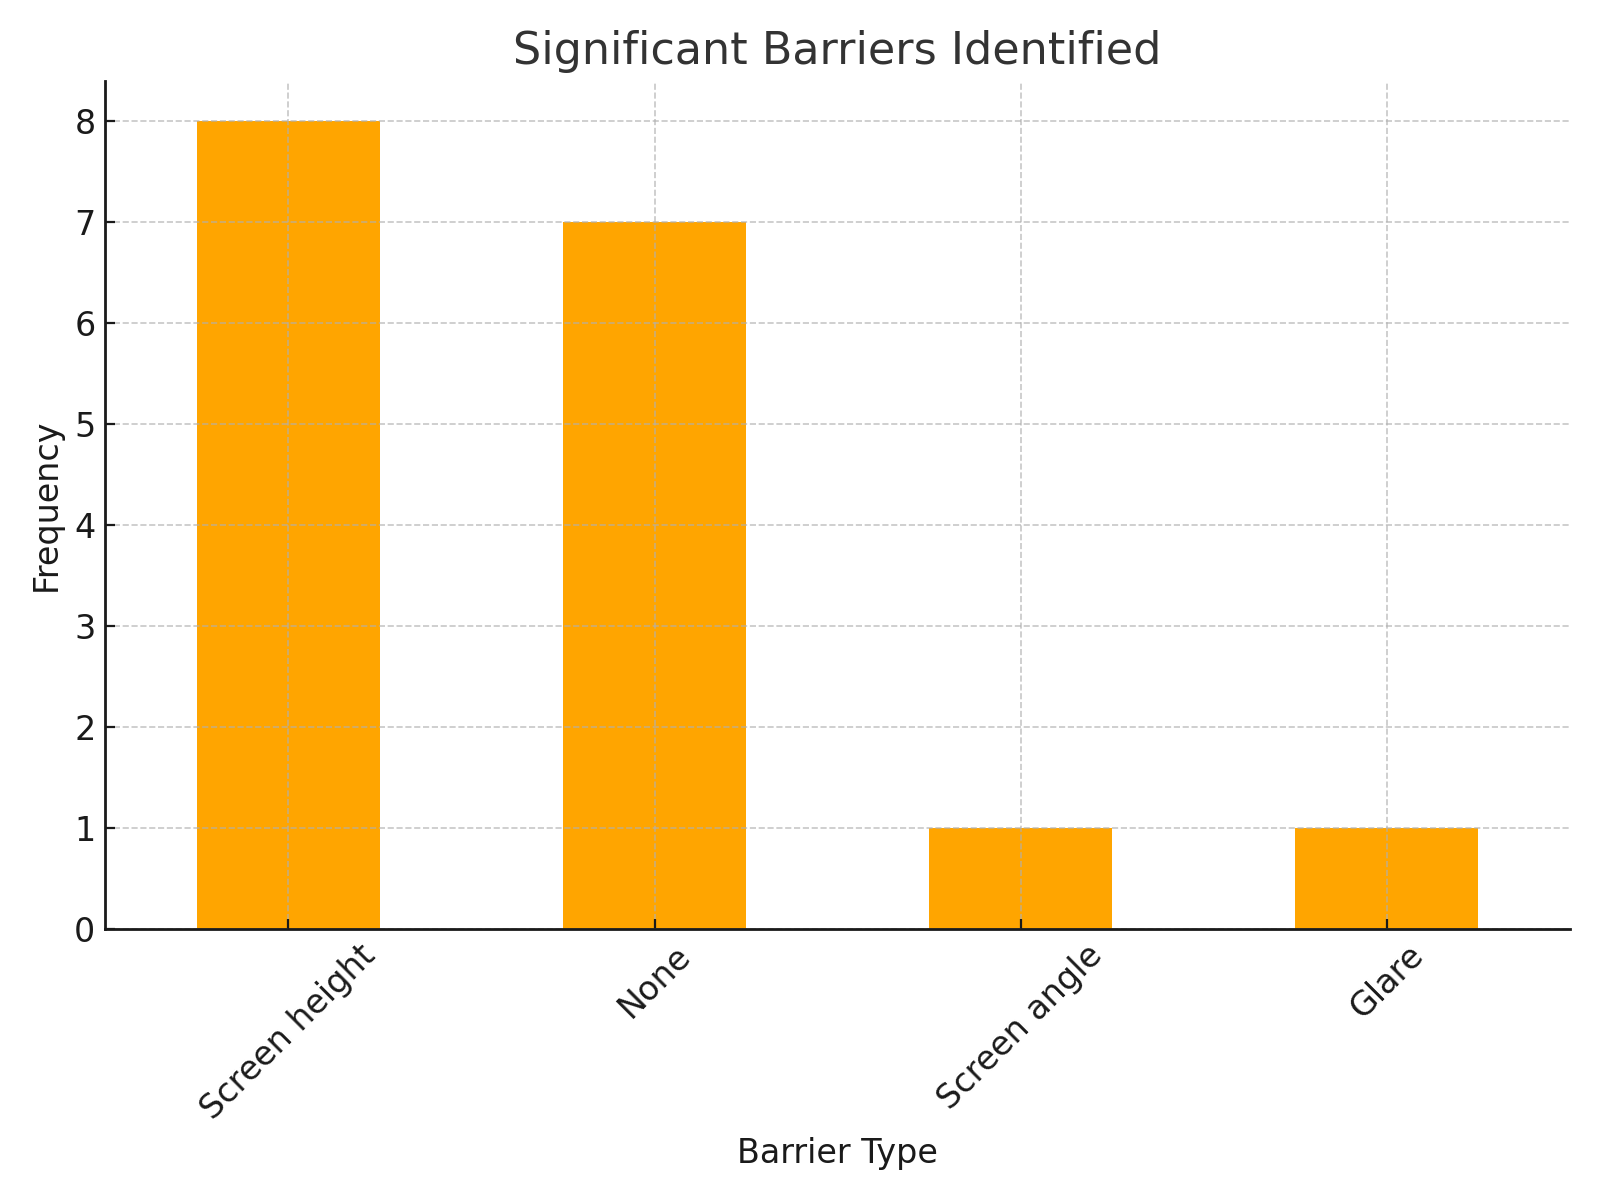 Significant Barriers Identified
8
7
6
5
4
3
2
1
0
Frequency
Screen height
None
Screen angle
Glare
Barrier Type